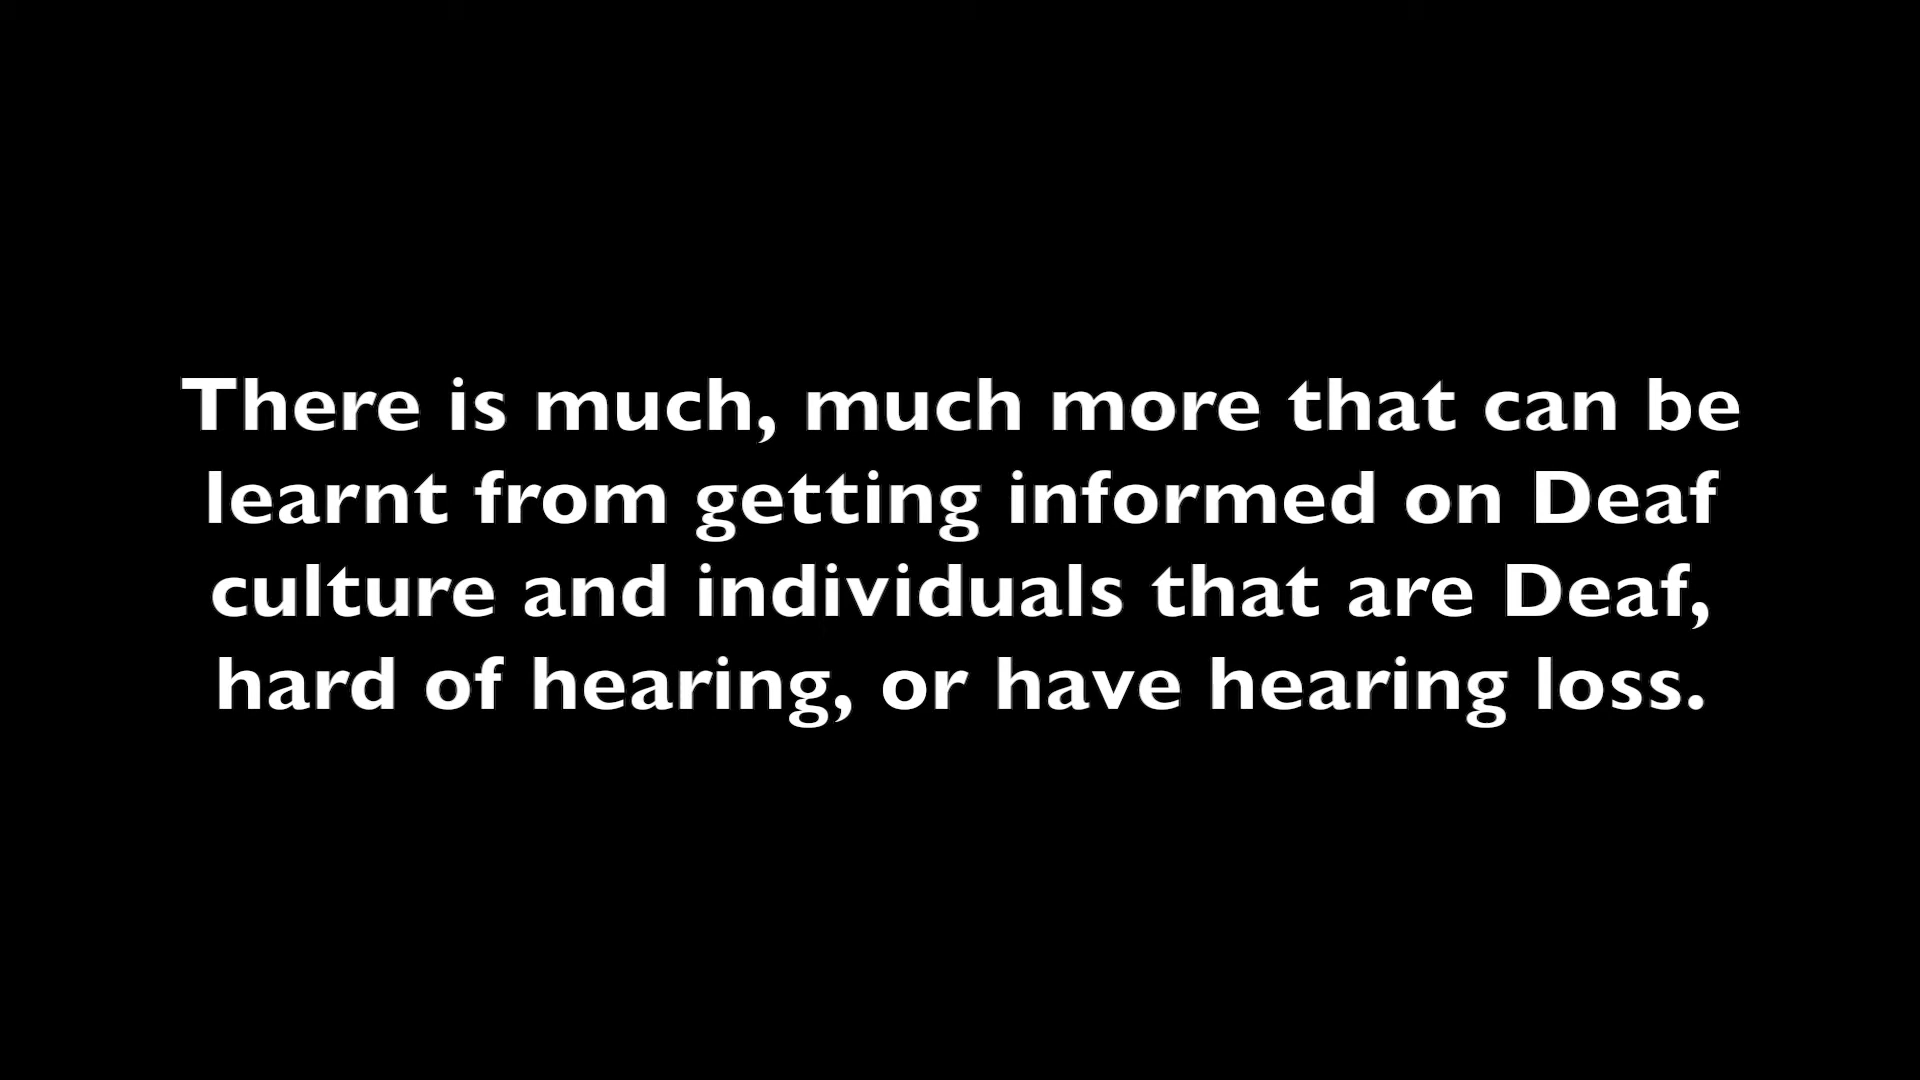 There is much, much more that can be
learnt from getting informed on Deaf
culture and individuals that are Deaf,
hard of hearing, or have hearing loss.